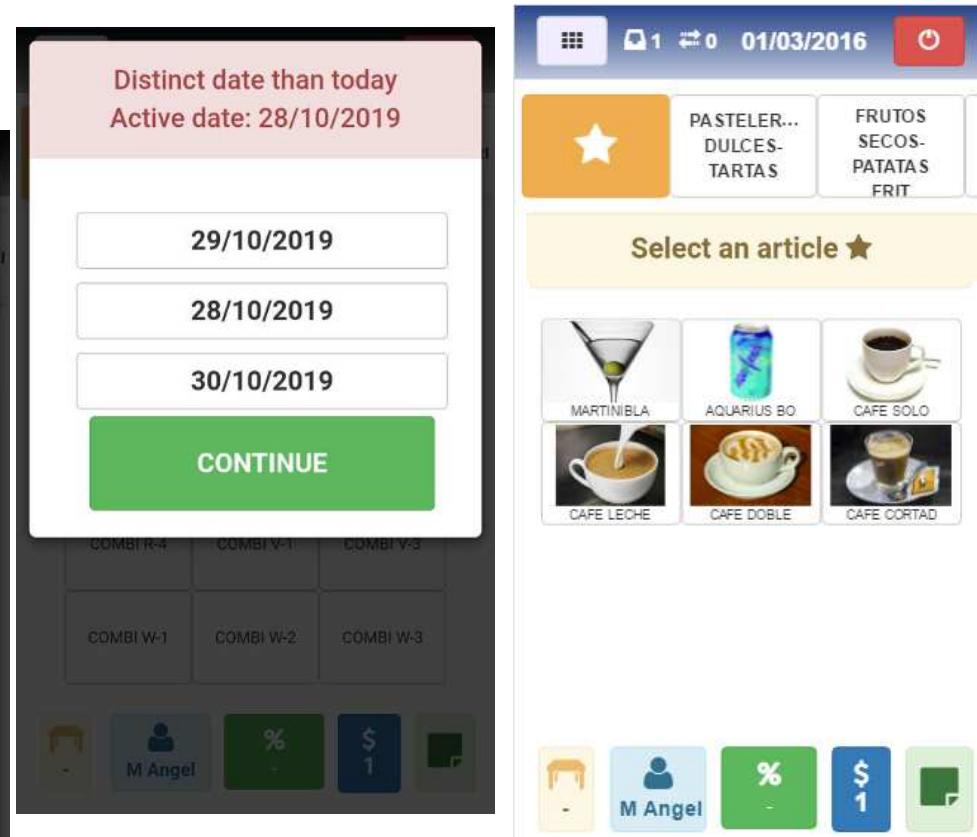 Distinct date than today
Active date: 28/10/2019
29/10/2019
28/10/2019
30/10/2019
CONTINUE
COMBI R-4
COMBI V-1
COMBI V-3
COMBI W-1
COMBI W-2
COMBI W-3
-
M Angel
%
-
$
1
1
0
01/03/2016
PASTELER...
DULCES-
TARTAS
FRUTOS
SECOS-
PATATAS
FRIT
Select an article
MARTINIBLA
AQUARIUS BO
CAFE SOLO
CAFE LECHE
CAFE DOBLE
CAFE CORTAD
-
M Angel
%
-
$
1